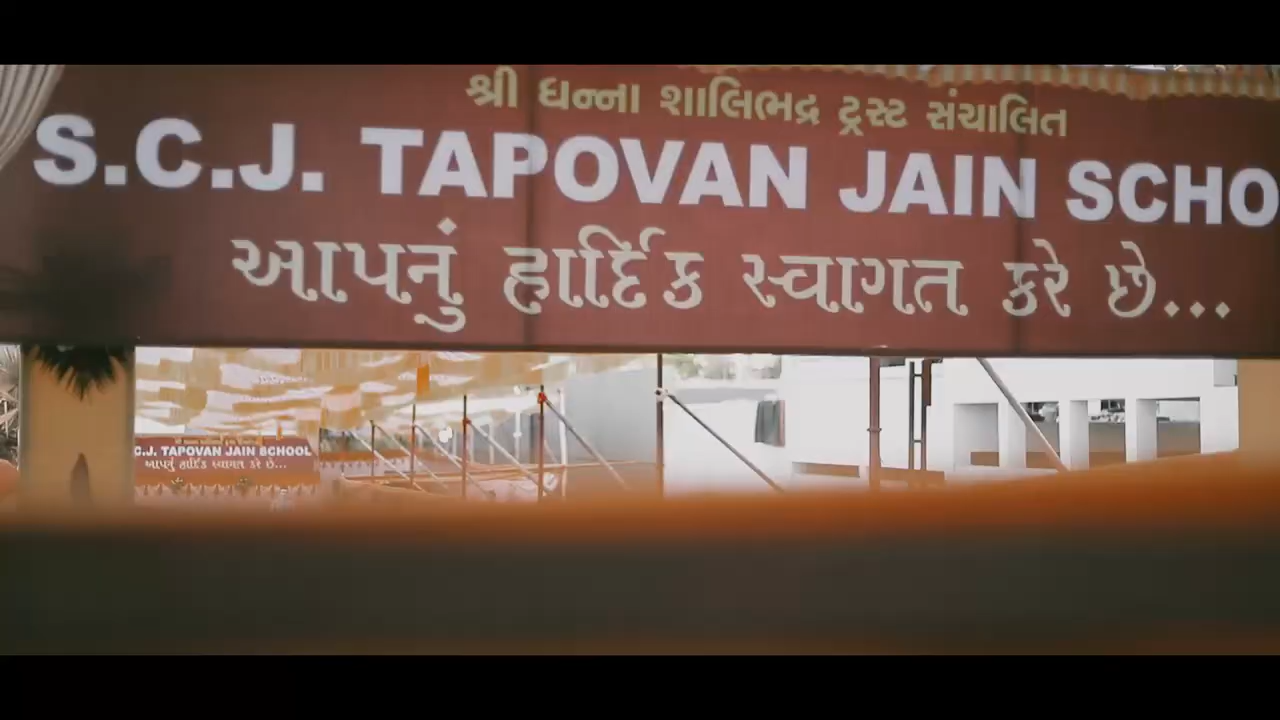 શ્રી ધન્ના શાલિભદ્ર ટ્રસ્ટ સંચાલિત
S.C.J. TAPOVAN JAIN SCHO
આપનું હાર્દિક સ્વાગત કરે છે...
C.J. TAPOVAN JAIN SCHOOL
આપનું હાર્દિક સ્વાગત કરે છે...